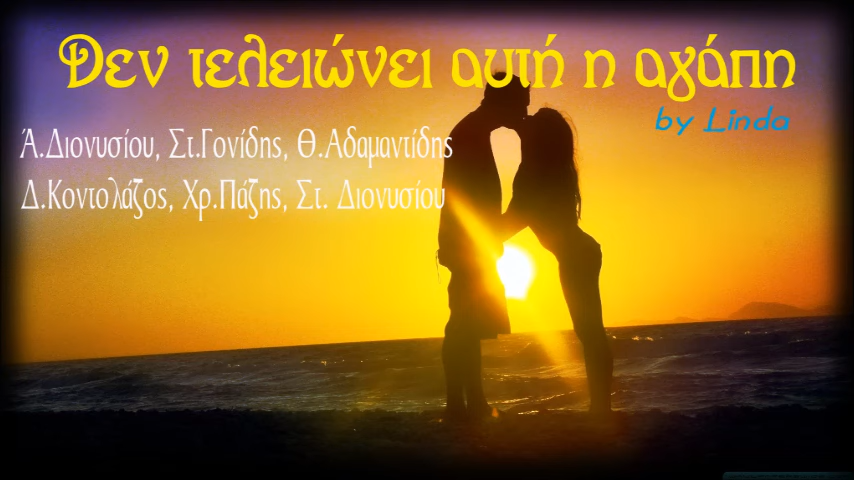 Δεν τελειώνει αυτή η αγάπη
by Linda
Ά.Διονυσίου, Στ.Γονίδης, Θ.Αδαμαντίδης
Δ.Κοντολάζος, Χρ.Πάζης, Στ. Διονυσίου